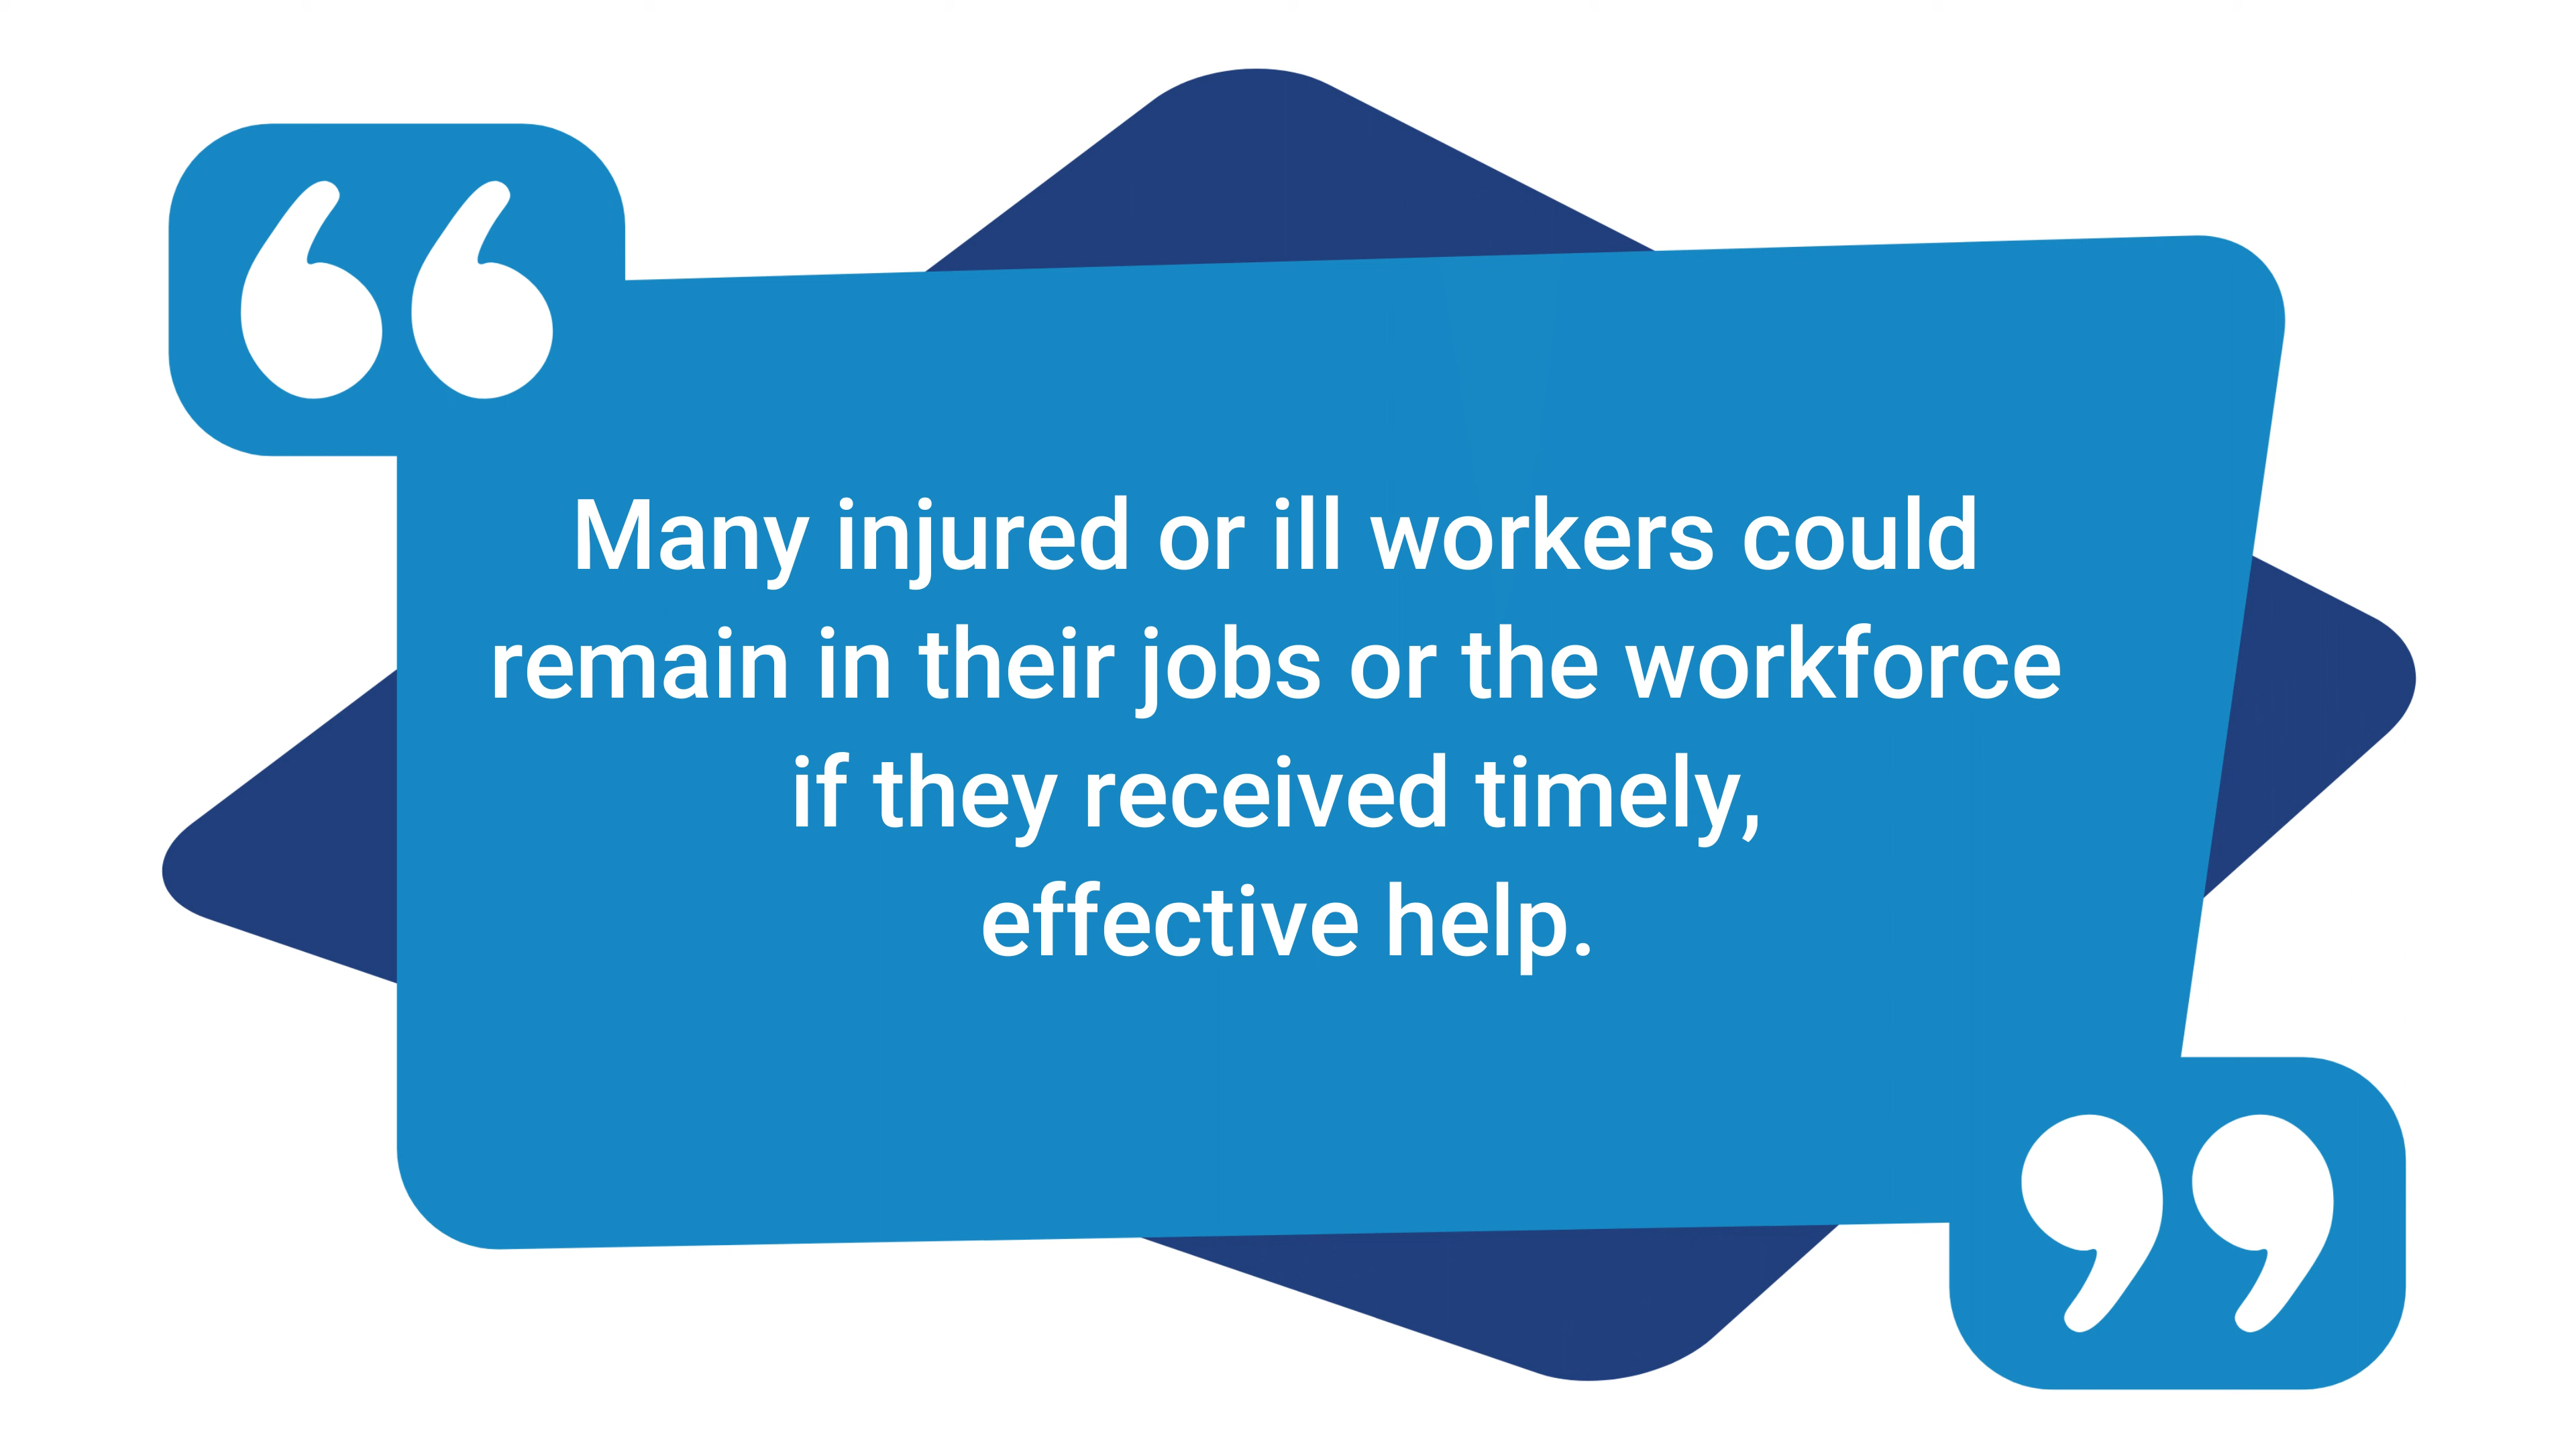 “
Many injured or ill workers could
remain in their jobs or the workforce
if they received timely,
effective help.
”